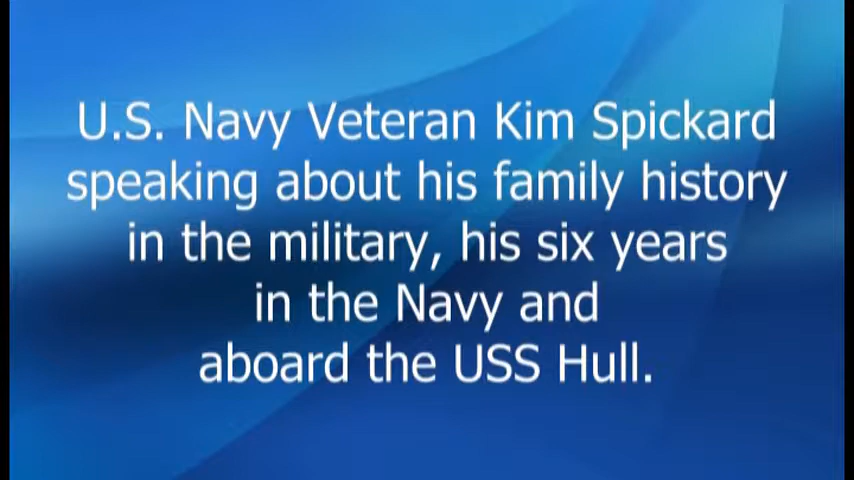 U.S. Navy Veteran Kim Spickard
speaking about his family history
in the military, his six years
in the Navy and
aboard the USS Hull.